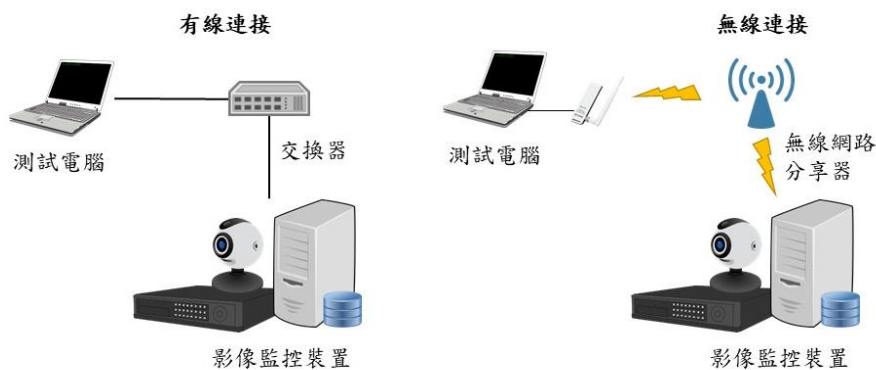 有線連接
測試電腦
交換器
影像監控裝置
無線連接
測試電腦
無線網路
分享器
影像監控裝置